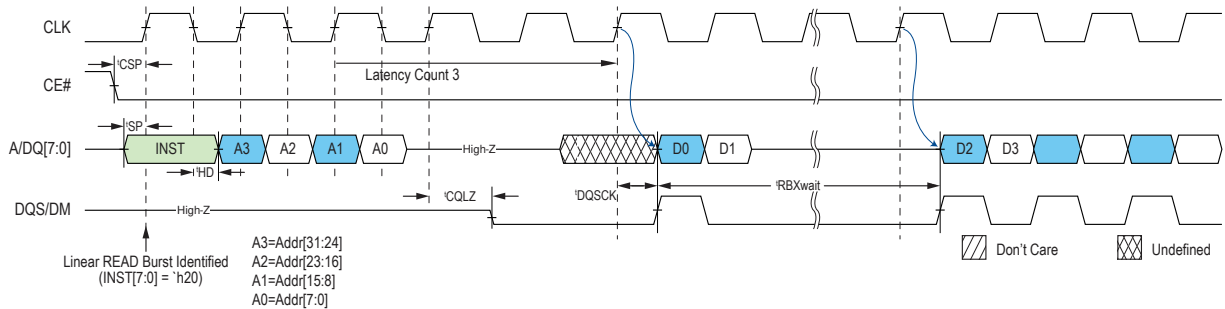 CLK
tCSP
Latency Count 3
CE#
tSP
A/DQ[7:0]
INST
A3
A2
A1
A0
High-Z
D0
D1
D2
D3
tHD
tCQLZ
tDQSCK
tRBXwait
DQS/DM
High-Z
Linear READ Burst Identified
(INST[7:0] = `h20)
A3=Addr[31:24]
A2=Addr[23:16]
A1=Addr[15:8]
A0=Addr[7:0]
Don't Care
Undefined